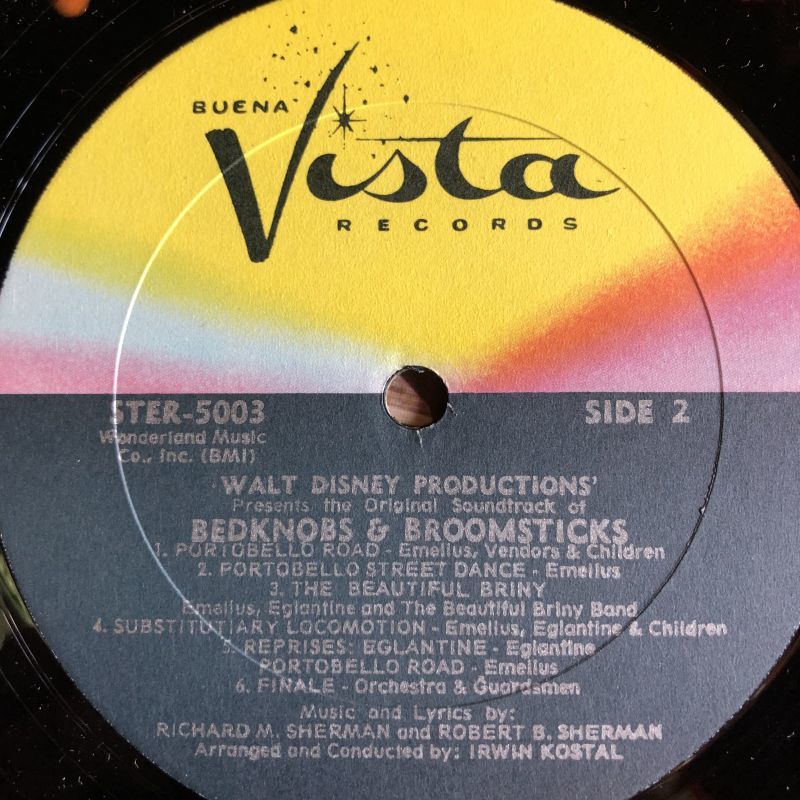 BUENA
Vista
RECORDS
STER-5003
SIDE 2
Wonderland Music
Co., Inc. (BMI)
'WALT DISNEY PRODUCTIONS'
Presents the Original Soundtrack of
BEDKNOBS & BROOMSTICKS
1. PORTOBELLO ROAD - Emelius, Vendors & Children
2. PORTOBELLO STREET DANCE - Emelius
3. THE BEAUTIFUL BRINY
Emelius, Eglantine and The Beautiful Briny Band
4. SUBSTITUTIARY LOCOMOTION - Emelius, Eglantine & Children
5. REPRISES: EGLANTINE - Eglantine
PORTOBELLO ROAD - Emelius
6. FINALE - Orchestra & Guardsmen
Music and Lyrics by:
RICHARD M. SHERMAN and ROBERT B. SHERMAN
Arranged and Conducted by: IRWIN KOSTAL